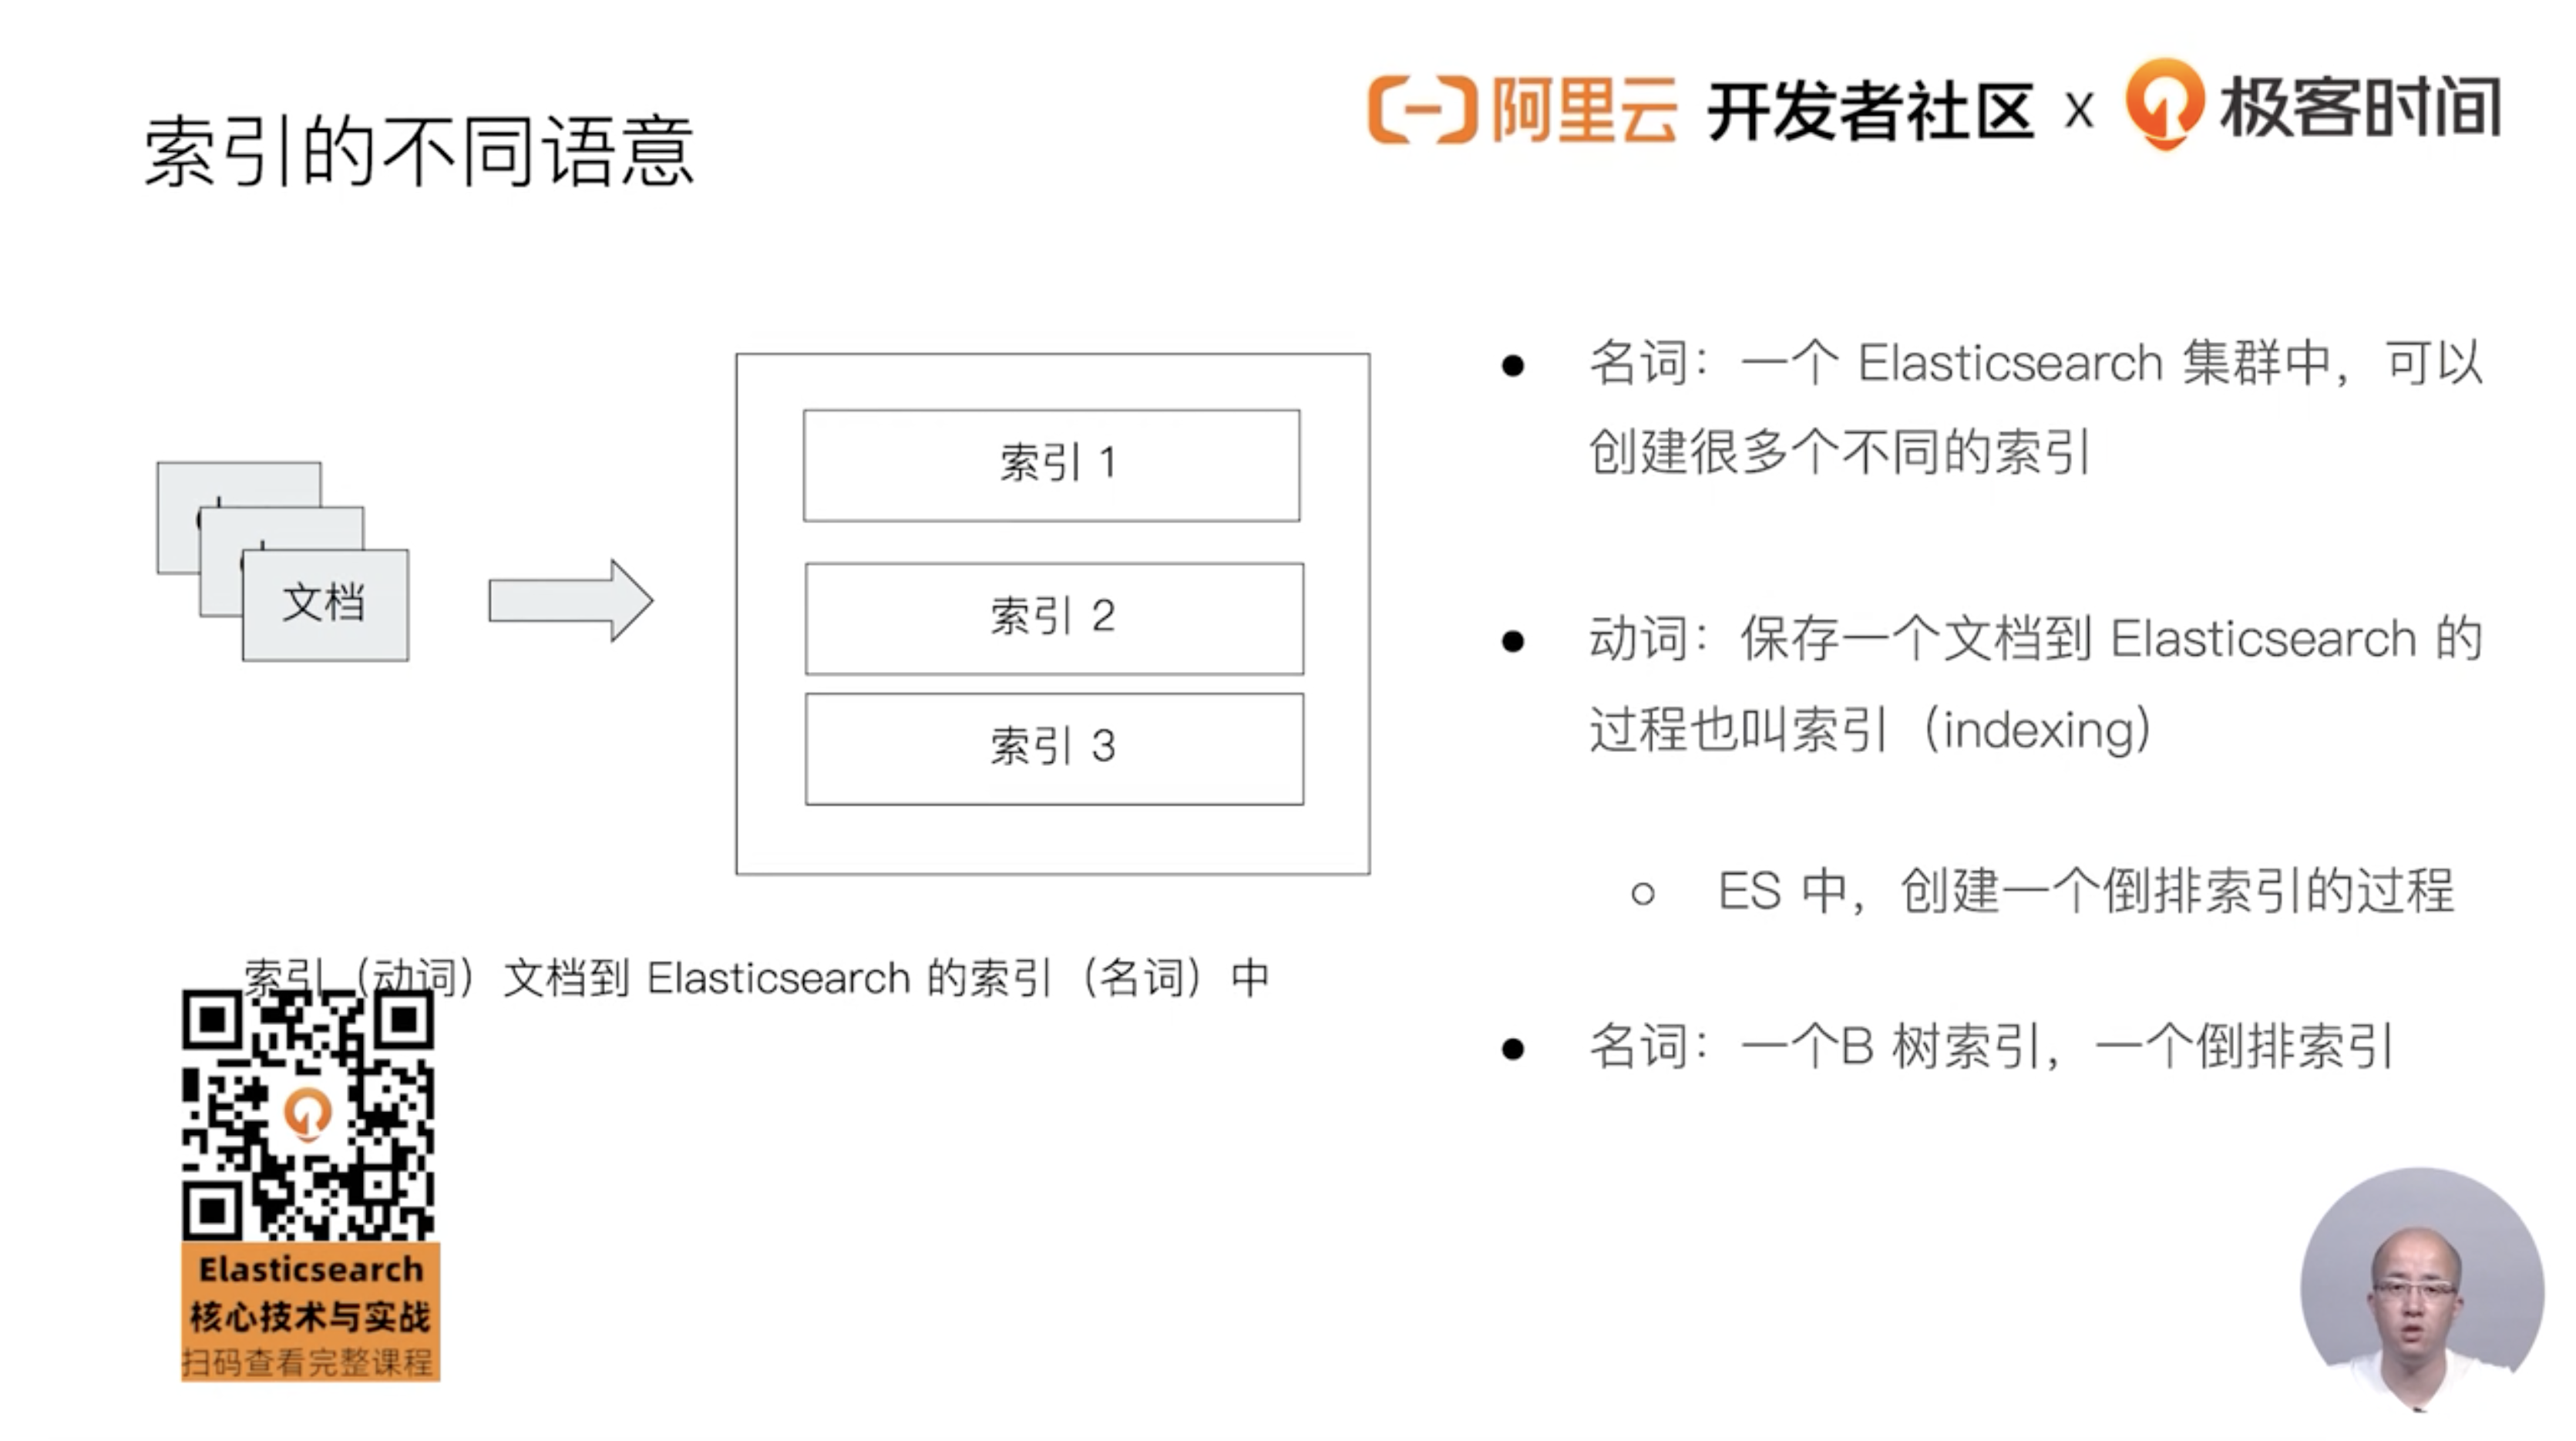 索引的不同语意
阿里云 开发者社区 X 极客时间
文档
索引 1
索引 2
索引 3
索引（动词）文档到 Elasticsearch 的索引（名词）中
名词：一个 Elasticsearch 集群中，可以
创建很多个不同的索引
动词：保存一个文档到 Elasticsearch 的
过程也叫索引（indexing）
ES 中，创建一个倒排索引的过程
名词：一个B 树索引，一个倒排索引
Elasticsearch
核心技术与实战
扫码查看完整课程